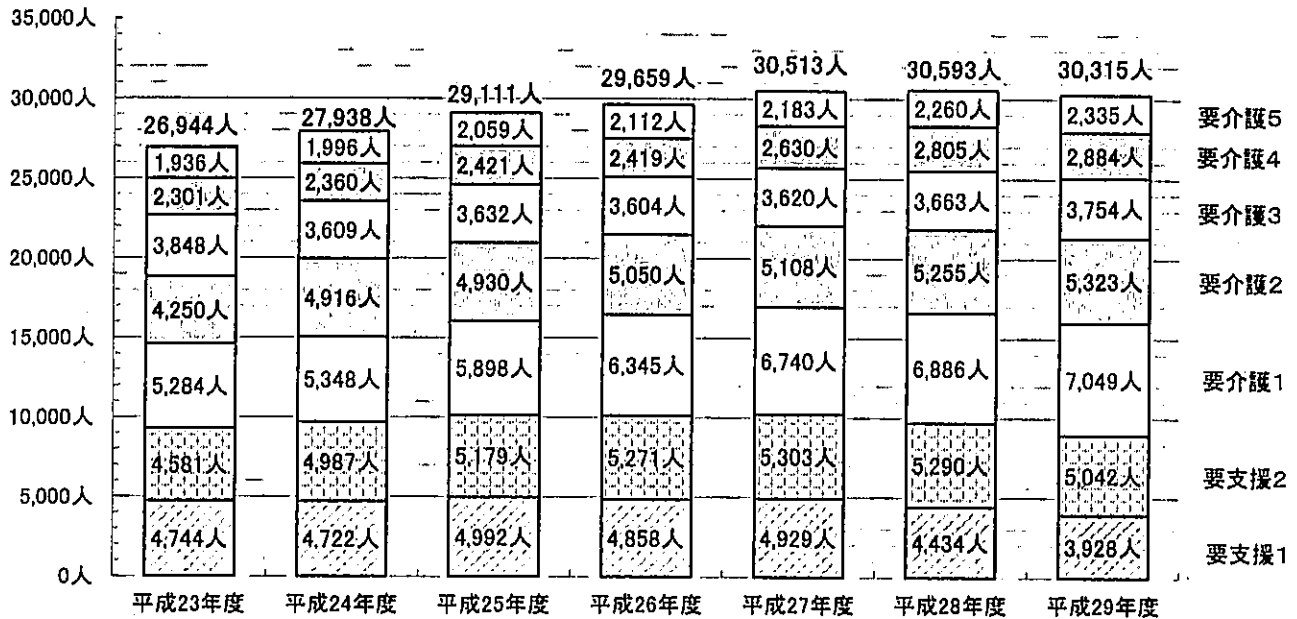 35,000人
30,000人
25,000人
20,000人
15,000人
10,000人
5,000人
0人
26,944人
1,936人
2,301人
3,848人
4,250人
5,284人
4,581人
4,744人
平成23年度
27,938人
1,996人
2,360人
3,609人
4,916人
5,348人
4,987人
4,722人
平成24年度
29,111人
2,059人
2,421人
3,632人
4,930人
5,898人
5,179人
4,992人
平成25年度
29,659人
2,112人
2,419人
3,604人
5,050人
6,345人
5,271人
4,858人
平成26年度
30,513人
2,183人
2,630人
3,620人
5,108人
6,740人
5,303人
4,929人
平成27年度
30,593人
2,260人
2,805人
3,663人
5,255人
6,886人
5,290人
4,434人
平成28年度
30,315人
2,335人
2,884人
3,754人
5,323人
7,049人
5,042人
3,928人
平成29年度
要介護5
要介護4
要介護3
要介護2
要介護1
要支援2
要支援1